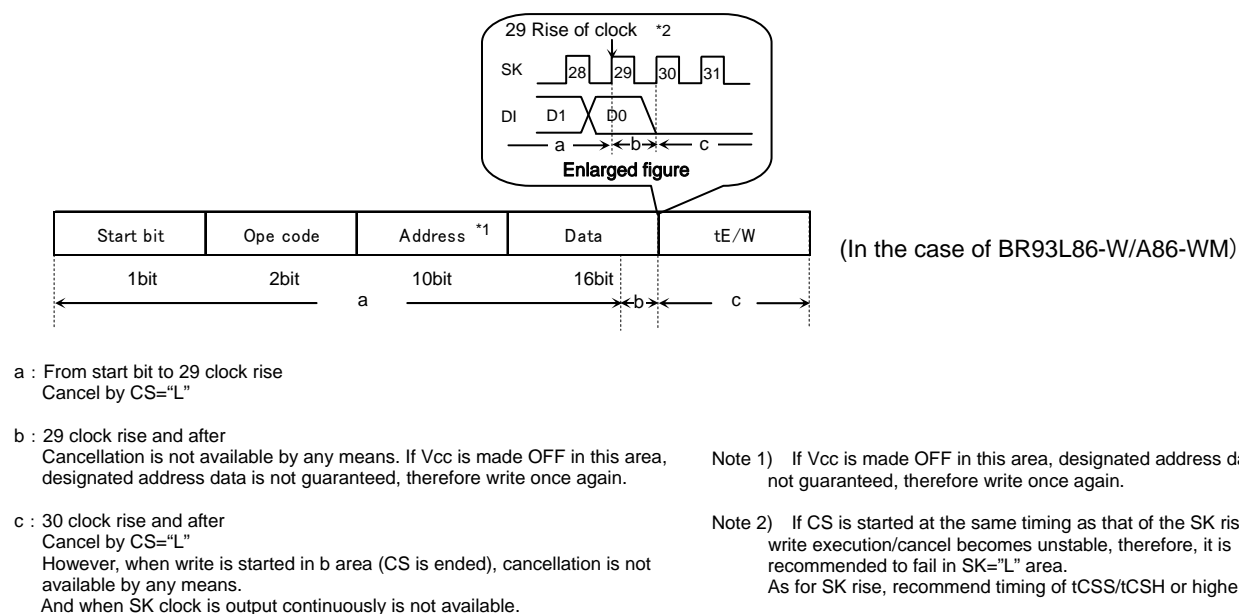 29 Rise of clock *2
SK 28 29 30 31
DI D1 D0
a b c
Enlarged figure
Start bit Ope code Address *1 Data tE/W
(In the case of BR93L86-W/A86-WM)
1bit 2bit 10bit 16bit
a b c
a : From start bit to 29 clock rise
Cancel by CS=“L”
b : 29 clock rise and after
Cancellation is not available by any means. If Vcc is made OFF in this area,
designated address data is not guaranteed, therefore write once again.
c : 30 clock rise and after
Cancel by CS=“L”
However, when write is started in b area (CS is ended), cancellation is not
available by any means.
And when SK clock is output continuously is not available.
Note 1) If Vcc is made OFF in this area, designated address
not guaranteed, therefore write once again.
Note 2) If CS is started at the same timing as that of the SK
write execution/cancel becomes unstable, therefore, it is
recommended to fail in SK=”L” area.
As for SK rise, recommend timing of tCSS/tCSH or highe